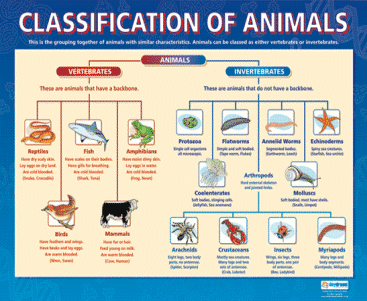 CLASSIFICATION OF ANIMALS
This is the grouping together of animals with similar characteristics. Animals can be classed as either vertebrates or invertebrates.
ANIMALS
VERTEBRATES
These are animals that have a backbone.
Reptiles
Have dry scaly skin.
Lay eggs on dry land.
Are cold blooded.
(Snake, Crocodile)
Fish
Have scales on their bodies.
Have gills for breathing.
Are cold blooded.
(Shark, Tuna)
Amphibians
Have moist shiny skin.
Lay eggs in water.
Are cold blooded.
(Frog, Newt)
Birds
Have feathers and wings.
Have beaks and lay eggs.
Are warm blooded.
(Wren, Swan)
Mammals
Have fur or hair.
Feed young on milk.
Are warm blooded.
(Cow, Human)
INVERTEBRATES
These are animals that do not have a backbone.
Protozoa
Single cell organisms
all microscopic.
Flatworms
Simple and soft bodied.
(Tape worm, Flukes)
Annelid Worms
Segmented bodies.
(Earthworm, Leech)
Echinoderms
Spiny sea creatures.
(Starfish, Sea urchin)
Coelenterates
Soft bodies, stinging cells.
(Jellyfish, Sea anemone)
Arthropods
Hard external skeleton
and jointed limbs.
Molluscs
Soft bodied, most have shells.
(Snails, Limpet)
Arachnids
Eight legs, two body
parts, no antennae.
(Spider, Scorpion)
Crustaceans
Mostly sea creatures.
Many legs and two
sets of antennae.
(Crab, Lobster)
Insects
Wings, six legs, three
body parts, one pair
of antennae.
(Bee, Ladybird)
Myriapods
Many legs and
body segments
(Centipede, Millipede)